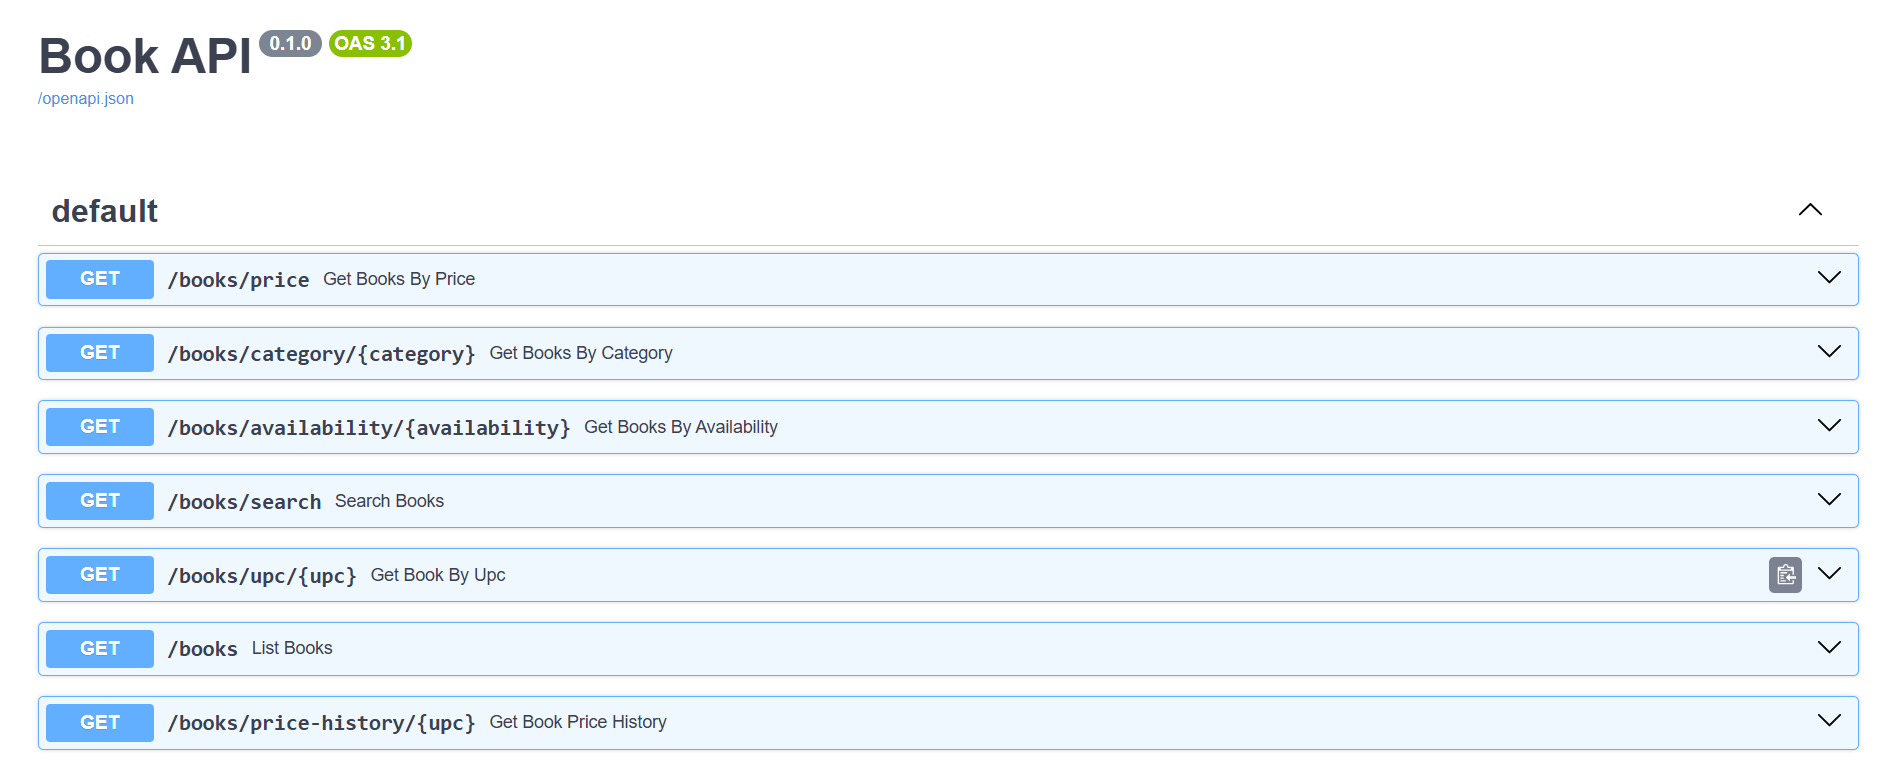 Book API 0.1.0 OAS 3.1
/openapi.json
default
GET /books/price Get Books By Price
GET /books/category/{category} Get Books By Category
GET /books/availability/{availability} Get Books By Availability
GET /books/search Search Books
GET /books/upc/{upc} Get Book By Upc
GET /books List Books
GET /books/price-history/{upc} Get Book Price History